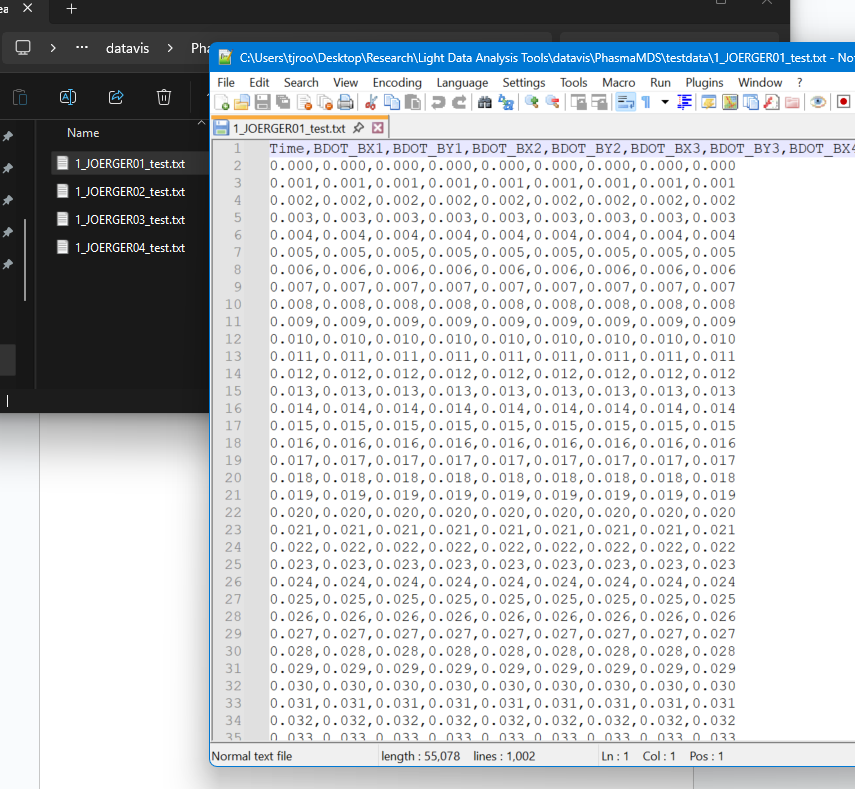 ea
datavis
Pha
Name
1_JOERGER01_test.txt
1_JOERGER02_test.txt
1_JOERGER03_test.txt
1_JOERGER04_test.txt
C:\Users\tjroo\Desktop\Research\Light Data Analysis Tools\datavis\PhasmaMDS\testdata\1_JOERGER01_test.txt - No
File Edit Search View Encoding Language Settings Tools Macro Run Plugins Window ?
1_JOERGER01_test.txt
1 Time,BDOT_BX1,BDOT_BY1,BDOT_BX2,BDOT_BY2,BDOT_BX3,BDOT_BY3,BDOT_BX4
2 0.000,0.000,0.000,0.000,0.000,0.000,0.000,0.000,0.000
3 0.001,0.001,0.001,0.001,0.001,0.001,0.001,0.001,0.001
4 0.002,0.002,0.002,0.002,0.002,0.002,0.002,0.002,0.002
5 0.003,0.003,0.003,0.003,0.003,0.003,0.003,0.003,0.003
6 0.004,0.004,0.004,0.004,0.004,0.004,0.004,0.004,0.004
7 0.005,0.005,0.005,0.005,0.005,0.005,0.005,0.005,0.005
8 0.006,0.006,0.006,0.006,0.006,0.006,0.006,0.006,0.006
9 0.007,0.007,0.007,0.007,0.007,0.007,0.007,0.007,0.007
10 0.008,0.008,0.008,0.008,0.008,0.008,0.008,0.008,0.008
11 0.009,0.009,0.009,0.009,0.009,0.009,0.009,0.009,0.009
12 0.010,0.010,0.010,0.010,0.010,0.010,0.010,0.010,0.010
13 0.011,0.011,0.011,0.011,0.011,0.011,0.011,0.011,0.011
14 0.012,0.012,0.012,0.012,0.012,0.012,0.012,0.012,0.012
15 0.013,0.013,0.013,0.013,0.013,0.013,0.013,0.013,0.013
16 0.014,0.014,0.014,0.014,0.014,0.014,0.014,0.014,0.014
17 0.015,0.015,0.015,0.015,0.015,0.015,0.015,0.015,0.015
18 0.016,0.016,0.016,0.016,0.016,0.016,0.016,0.016,0.016
19 0.017,0.017,0.017,0.017,0.017,0.017,0.017,0.017,0.017
20 0.018,0.018,0.018,0.018,0.018,0.018,0.018,0.018,0.018
21 0.019,0.019,0.019,0.019,0.019,0.019,0.019,0.019,0.019
22 0.020,0.020,0.020,0.020,0.020,0.020,0.020,0.020,0.020
23 0.021,0.021,0.021,0.021,0.021,0.021,0.021,0.021,0.021
24 0.022,0.022,0.022,0.022,0.022,0.022,0.022,0.022,0.022
25 0.023,0.023,0.023,0.023,0.023,0.023,0.023,0.023,0.023
26 0.024,0.024,0.024,0.024,0.024,0.024,0.024,0.024,0.024
27 0.025,0.025,0.025,0.025,0.025,0.025,0.025,0.025,0.025
28 0.026,0.026,0.026,0.026,0.026,0.026,0.026,0.026,0.026
29 0.027,0.027,0.027,0.027,0.027,0.027,0.027,0.027,0.027
30 0.028,0.028,0.028,0.028,0.028,0.028,0.028,0.028,0.028
31 0.029,0.029,0.029,0.029,0.029,0.029,0.029,0.029,0.029
32 0.030,0.030,0.030,0.030,0.030,0.030,0.030,0.030,0.030
33 0.031,0.031,0.031,0.031,0.031,0.031,0.031,0.031,0.031
34 0.032,0.032,0.032,0.032,0.032,0.032,0.032,0.032,0.032
35 0.033,0.033,0.033,0.033,0.033,0.033,0.033,0.033,0.033
Normal text file length : 55,078 lines : 1,002 Ln : 1 Col : 1 Pos : 1